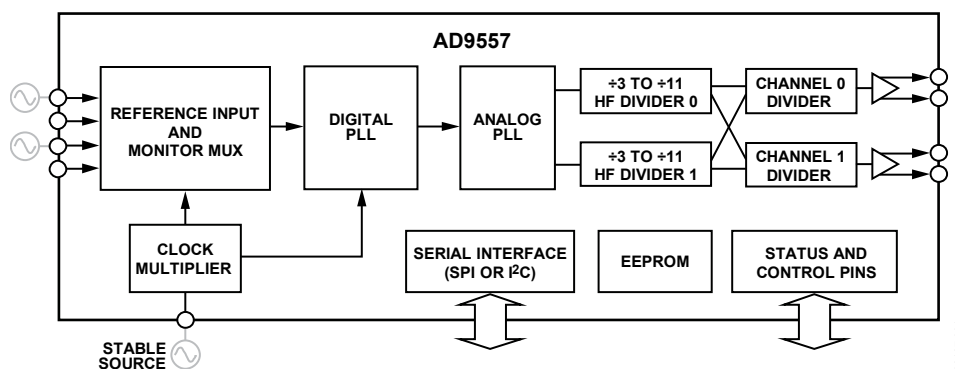 AD9557
REFERENCE INPUT
AND
MONITOR MUX
DIGITAL
PLL
ANALOG
PLL
÷3 TO ÷11
HF DIVIDER 0
CHANNEL 0
DIVIDER
÷3 TO ÷11
HF DIVIDER 1
CHANNEL 1
DIVIDER
CLOCK
MULTIPLIER
SERIAL INTERFACE
(SPI OR I²C)
EEPROM
STATUS AND
CONTROL PINS
STABLE
SOURCE